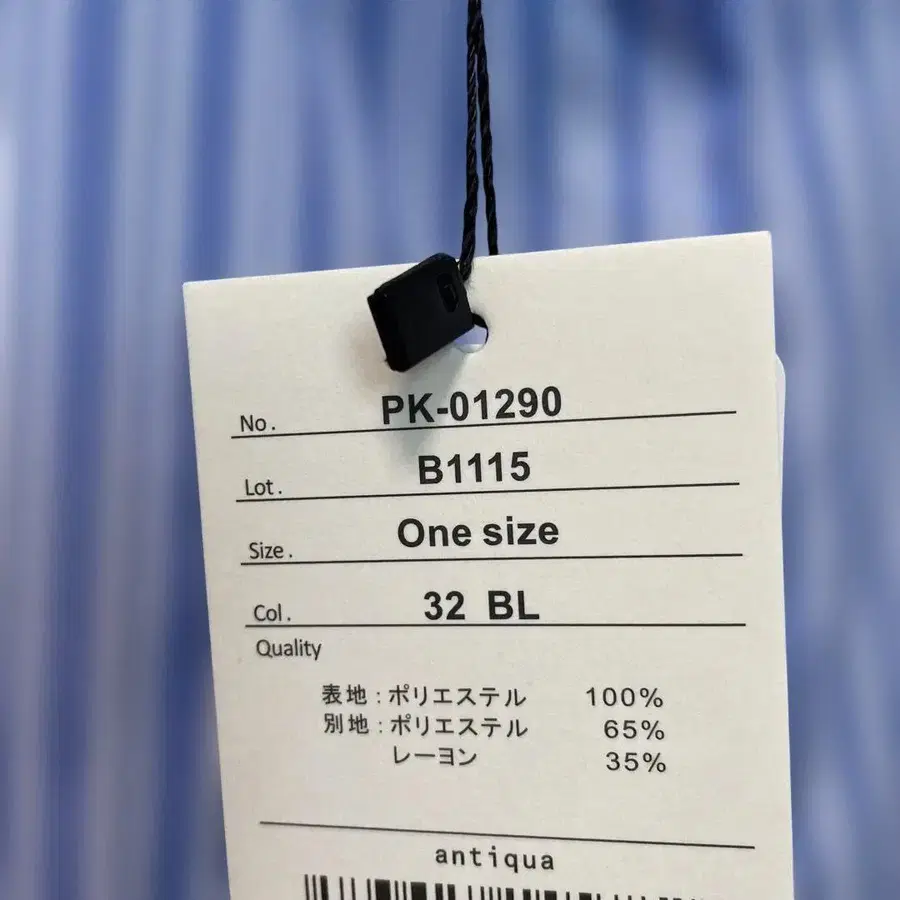 No. PK-01290
Lot. B1115
Size. One size
Col. 32 BL
Quality
表地:ポリエステル 100%
別地:ポリエステル 65%
レーヨン 35%
antiqua